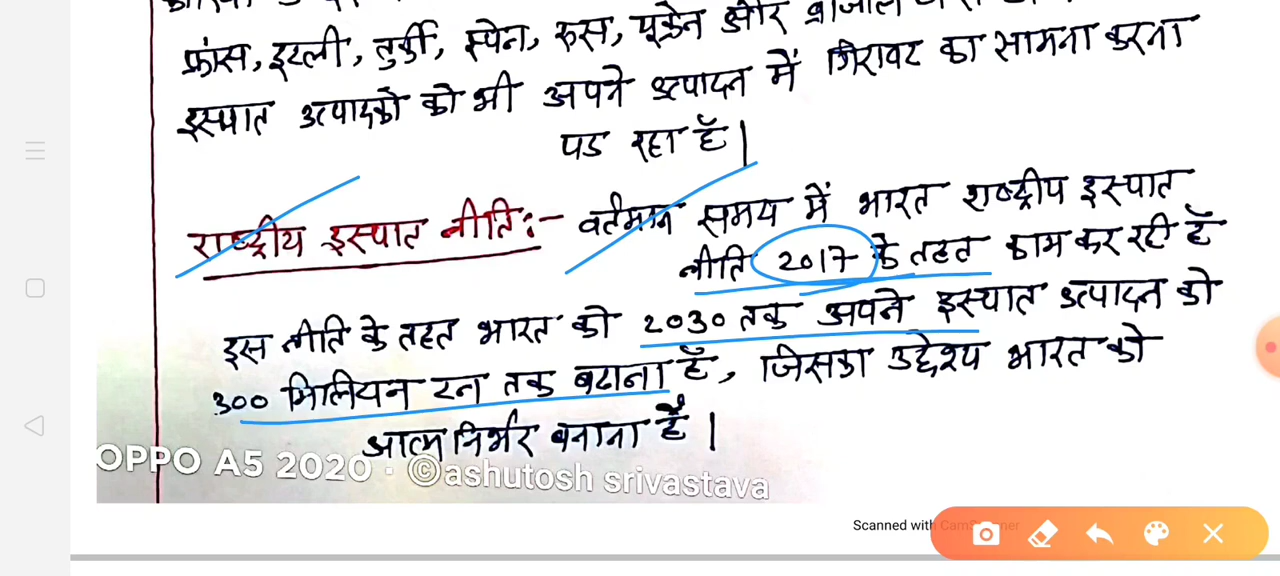 फ्रांस, इटली, तुर्की, स्पेन, रूस, यूक्रेन और ब्राजील
इस्पात उत्पादको को भी अपने उत्पादन में गिरावट का सामना करना
पड रहा है|
राष्ट्रीय इस्पात नीति:- वर्तमान समय में भारत राष्ट्रीय इस्पात
नीति 2017 के तहत काम कर रही है
इस नीति के तहत भारत को 2030 तक अपने इस्पात उत्पादन को
300 मिलियन टन तक बढाना है, जिसका उद्देश्य भारत को
आत्म निर्भर बनाना है |
OPPO A5 2020 · ©ashutosh srivastava
Scanned with CamScanner